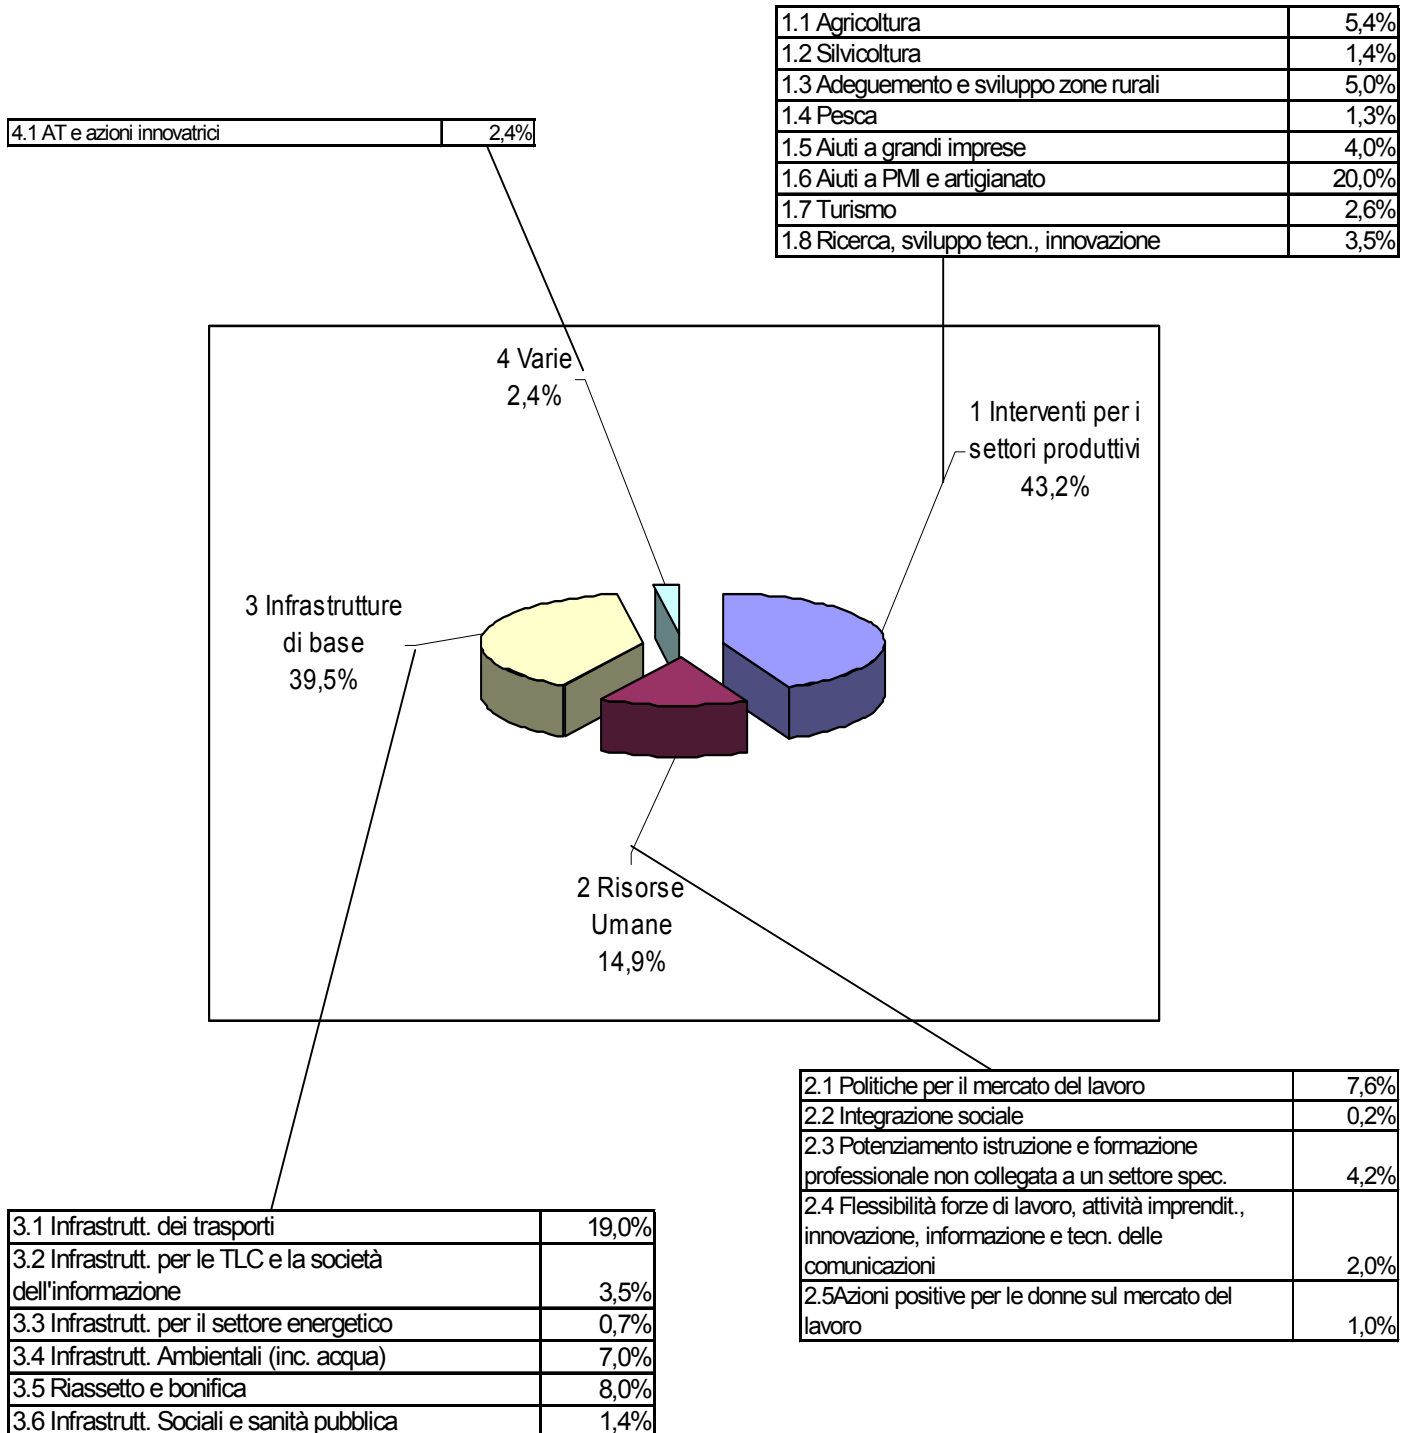 1.1 Agricoltura 5,4%
1.2 Silvicoltura 1,4%
1.3 Adeguemento e sviluppo zone rurali 5,0%
1.4 Pesca 1,3%
1.5 Aiuti a grandi imprese 4,0%
1.6 Aiuti a PMI e artigianato 20,0%
1.7 Turismo 2,6%
1.8 Ricerca, sviluppo tecn., innovazione 3,5%
4.1 AT e azioni innovatrici 2,4%
4 Varie
2,4%
1 Interventi per i
settori produttivi
43,2%
3 Infrastrutture
di base
39,5%
2 Risorse
Umane
14,9%
2.1 Politiche per il mercato del lavoro 7,6%
2.2 Integrazione sociale 0,2%
2.3 Potenziamento istruzione e formazione
professionale non collegata a un settore spec. 4,2%
2.4 Flessibilità forze di lavoro, attività imprendit.,
innovazione, informazione e tecn. delle
comunicazioni 2,0%
2.5Azioni positive per le donne sul mercato del
lavoro 1,0%
3.1 Infrastrutt. dei trasporti 19,0%
3.2 Infrastrutt. per le TLC e la società
dell'informazione 3,5%
3.3 Infrastrutt. per il settore energetico 0,7%
3.4 Infrastrutt. Ambientali (inc. acqua) 7,0%
3.5 Riassetto e bonifica 8,0%
3.6 Infrastrutt. Sociali e sanità pubblica 1,4%